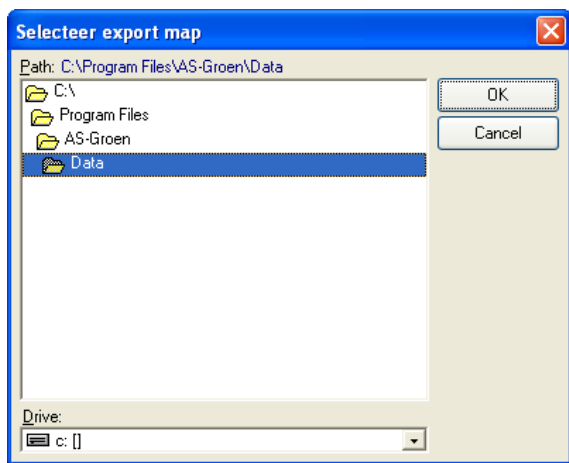 Selecteer export map
Path: C:\Program Files\AS-Groen\Data
C:\
Program Files
AS-Groen
Data
OK
Cancel
Drive:
c: []